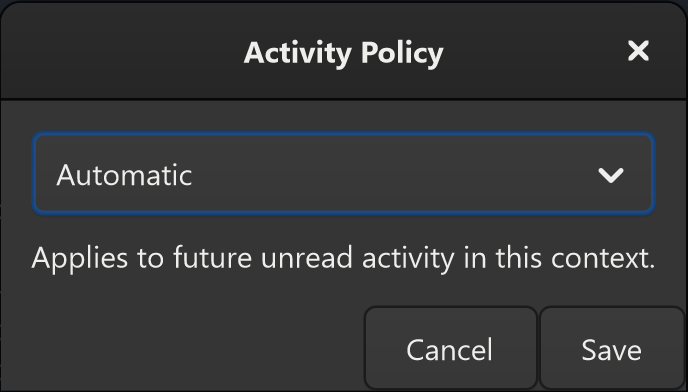 Activity Policy
Automatic
Applies to future unread activity in this context.
Cancel Save